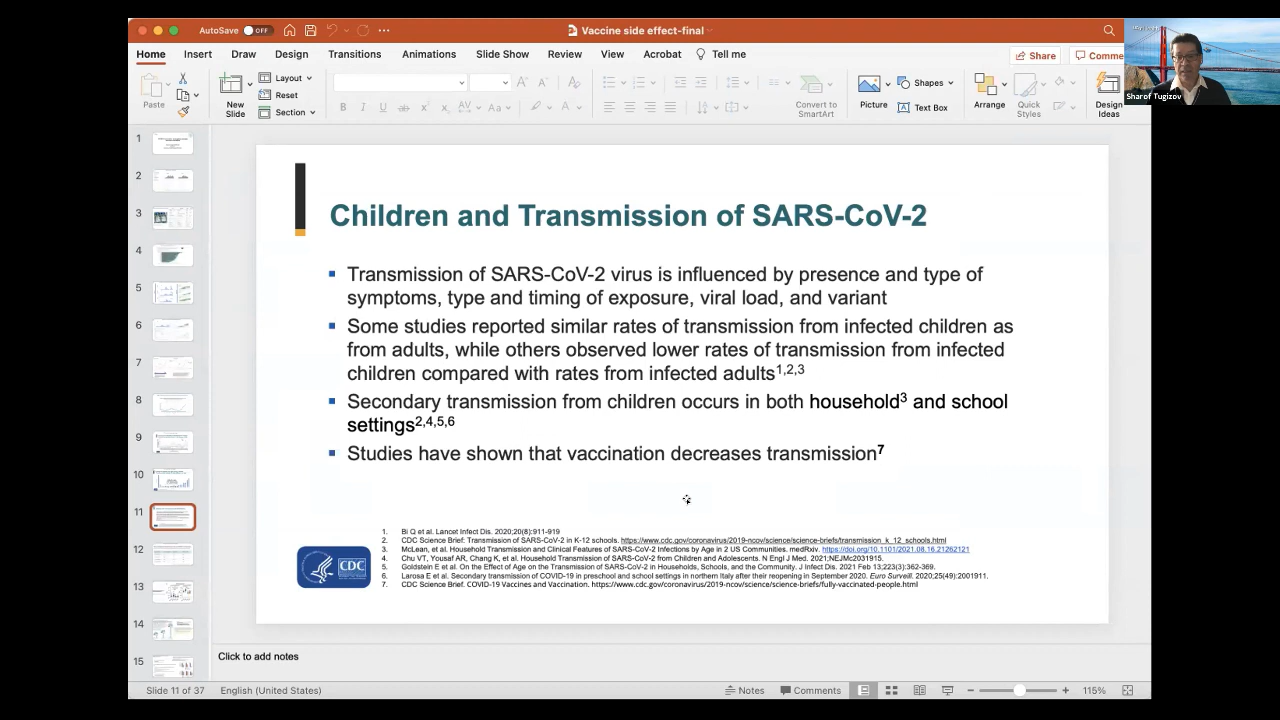 AutoSave OFF
Vaccine side effect-final
Home Insert Draw Design Transitions Animations Slide Show Review View Acrobat Tell me
Share Comme
Paste
New
Slide
Layout
Reset
Section
Convert to
SmartArt
Picture
Shapes
Text Box
Arrange
Quick
Styles
Design
Ideas
Sharof Tugizov
1
2
3
4
5
6
7
8
9
10
11
12
13
14
15
Children and Transmission of SARS-CoV-2
Transmission of SARS-CoV-2 virus is influenced by presence and type of
symptoms, type and timing of exposure, viral load, and variant
Some studies reported similar rates of transmission from infected children as
from adults, while others observed lower rates of transmission from infected
children compared with rates from infected adults1,2,3
Secondary transmission from children occurs in both household3 and school
settings2,4,5,6
Studies have shown that vaccination decreases transmission7
1. Bi Q et al. Lancet Infect Dis. 2020;20(8):911-919
2. CDC Science Brief: Transmission of SARS-CoV-2 in K-12 schools. https://www.cdc.gov/coronavirus/2019-ncov/science/science-briefs/transmission_k_12_schools.html
3. McLean, et al. Household Transmission and Clinical Features of SARS-CoV-2 Infections by Age in 2 US Communities. medRxiv. https://doi.org/10.1101/2021.08.16.21262121
4. Chu VT, Yousaf AR, Chang K, et al. Household Transmission of SARS-CoV-2 from Children and Adolescents. N Engl J Med. 2021;NEJMc2031915.
5. Goldstein E et al. On the Effect of Age on the Transmission of SARS-CoV-2 in Households, Schools, and the Community. J Infect Dis. 2021 Feb 13;223(3):362-369.
6. Larosa E et al. Secondary transmission of COVID-19 in preschool and school settings in northern Italy after their reopening in September 2020. Euro Surveill. 2020;25(49):2001911.
7. CDC Science Brief. COVID-19 Vaccines and Vaccination. https://www.cdc.gov/coronavirus/2019-ncov/science/science-briefs/fully-vaccinated-people.html
CDC
Click to add notes
Slide 11 of 37 English (United States)
Notes Comments 115%